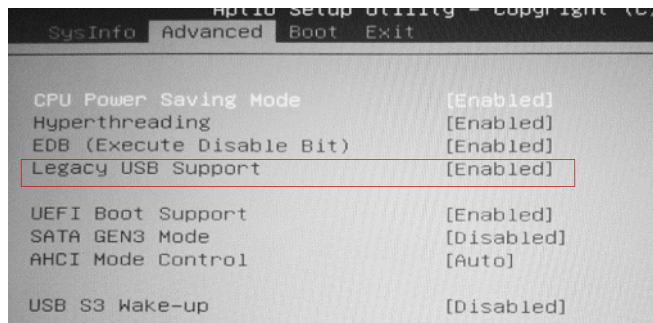 Aptio Setup Utility - Copyright (C)
SysInfo Advanced Boot Exit
CPU Power Saving Mode [Enabled]
Hyperthreading [Enabled]
EDB (Execute Disable Bit) [Enabled]
Legacy USB Support [Enabled]
UEFI Boot Support [Enabled]
SATA GEN3 Mode [Disabled]
AHCI Mode Control [Auto]
USB S3 Wake-up [Disabled]